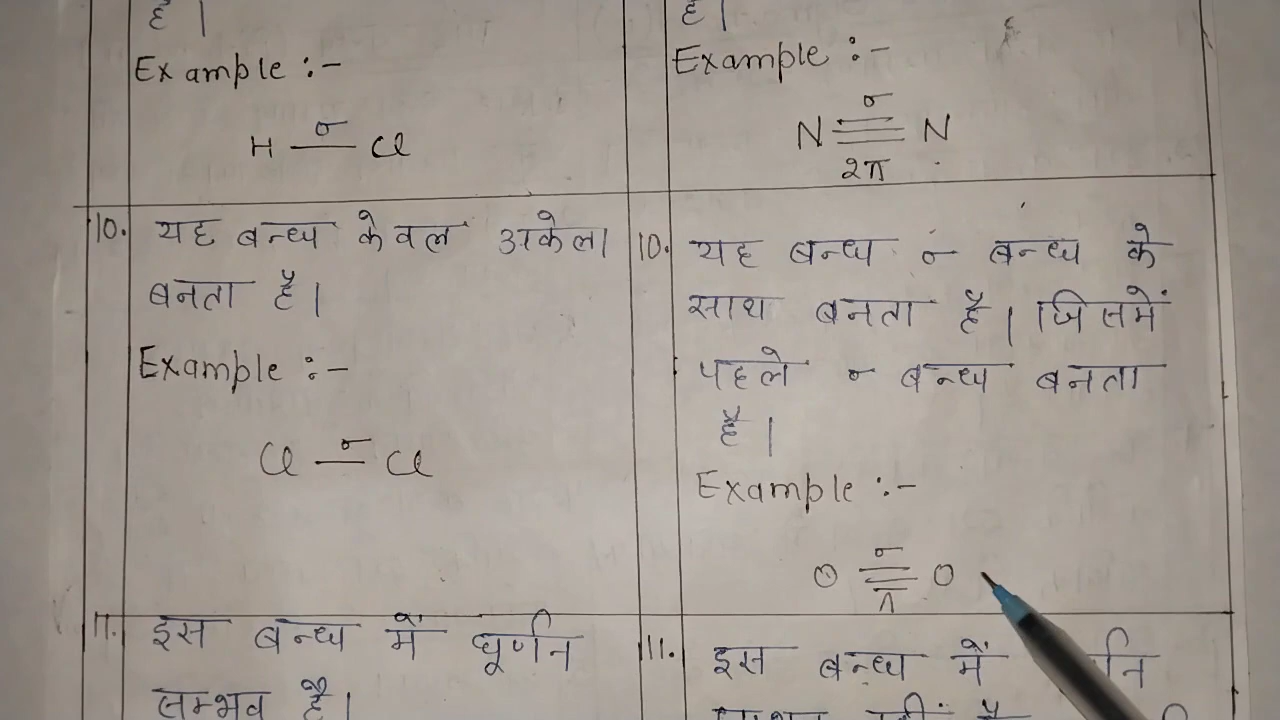 है।
Example :-
H σ Cl
है।
Example :-
σ
N ≡ N
2π
10. यह बन्ध केवल अकेला
बनता है।
Example :-
Cl σ Cl
10. यह बन्ध σ बन्ध के
साथ बनता है। जिसमें
पहले σ बन्ध बनता
है।
Example :-
σ
O = O
π
11. इस बन्ध में घूर्णन
सम्भव है।
11. इस बन्ध में